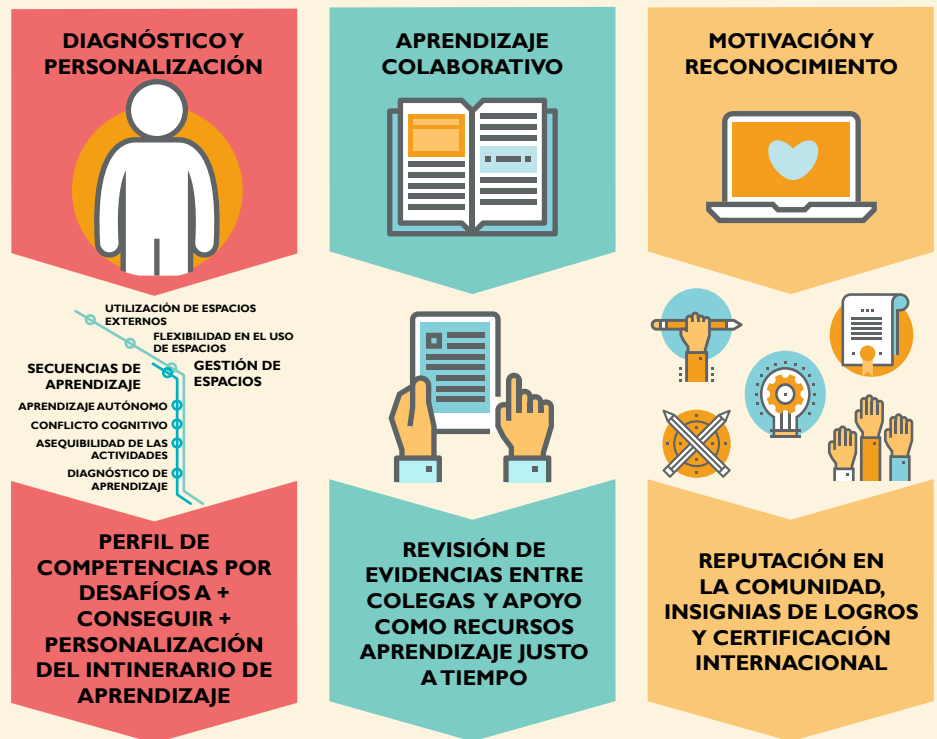 DIAGNÓSTICO Y
PERSONALIZACIÓN
UTILIZACIÓN DE ESPACIOS
EXTERNOS
FLEXIBILIDAD EN EL USO
DE ESPACIOS
GESTIÓN DE
ESPACIOS
SECUENCIAS DE
APRENDIZAJE
APRENDIZAJE AUTÓNOMO
CONFLICTO COGNITIVO
ASEQUIBILIDAD DE LAS
ACTIVIDADES
DIAGNÓSTICO DE
APRENDIZAJE
PERFIL DE
COMPETENCIAS POR
DESAFÍOS A +
CONSEGUIR +
PERSONALIZACIÓN
DEL INTINERARIO DE
APRENDIZAJE
APRENDIZAJE
COLABORATIVO
REVISIÓN DE
EVIDENCIAS ENTRE
COLEGAS Y APOYO
COMO RECURSOS
APRENDIZAJE JUSTO
A TIEMPO
MOTIVACIÓN Y
RECONOCIMIENTO
REPUTACIÓN EN
LA COMUNIDAD,
INSIGNIAS DE LOGROS
Y CERTIFICACIÓN
INTERNACIONAL